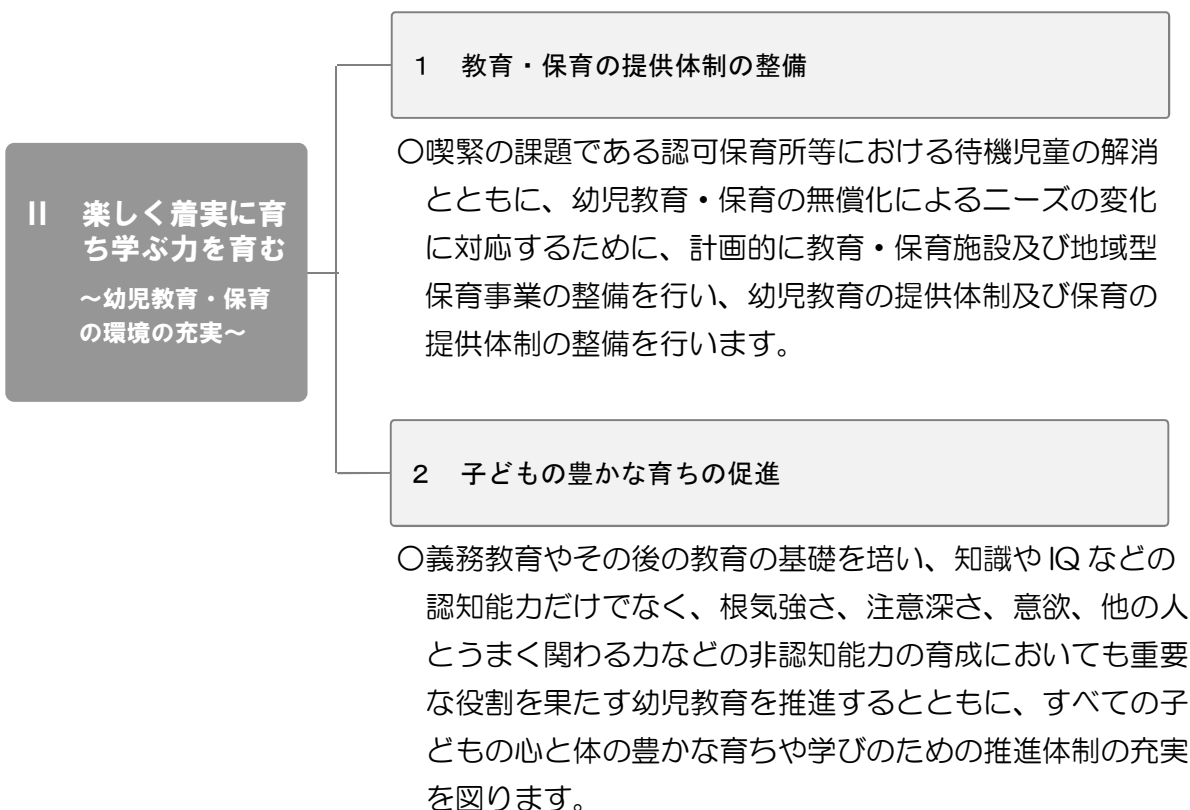 II 楽しく着実に育
ち学ぶ力を育む
～幼児教育・保育
の環境の充実～
１ 教育・保育の提供体制の整備
〇喫緊の課題である認可保育所等における待機児童の解消
とともに、幼児教育・保育の無償化によるニーズの変化
に対応するために、計画的に教育・保育施設及び地域型
保育事業の整備を行い、幼児教育の提供体制及び保育の
提供体制の整備を行います。
２ 子どもの豊かな育ちの促進
〇義務教育やその後の教育の基礎を培い、知識や IQ などの
認知能力だけでなく、根気強さ、注意深さ、意欲、他の人
とうまく関わる力などの非認知能力の育成においても重要
な役割を果たす幼児教育を推進するとともに、すべての子
どもの心と体の豊かな育ちや学びのための推進体制の充実
を図ります。